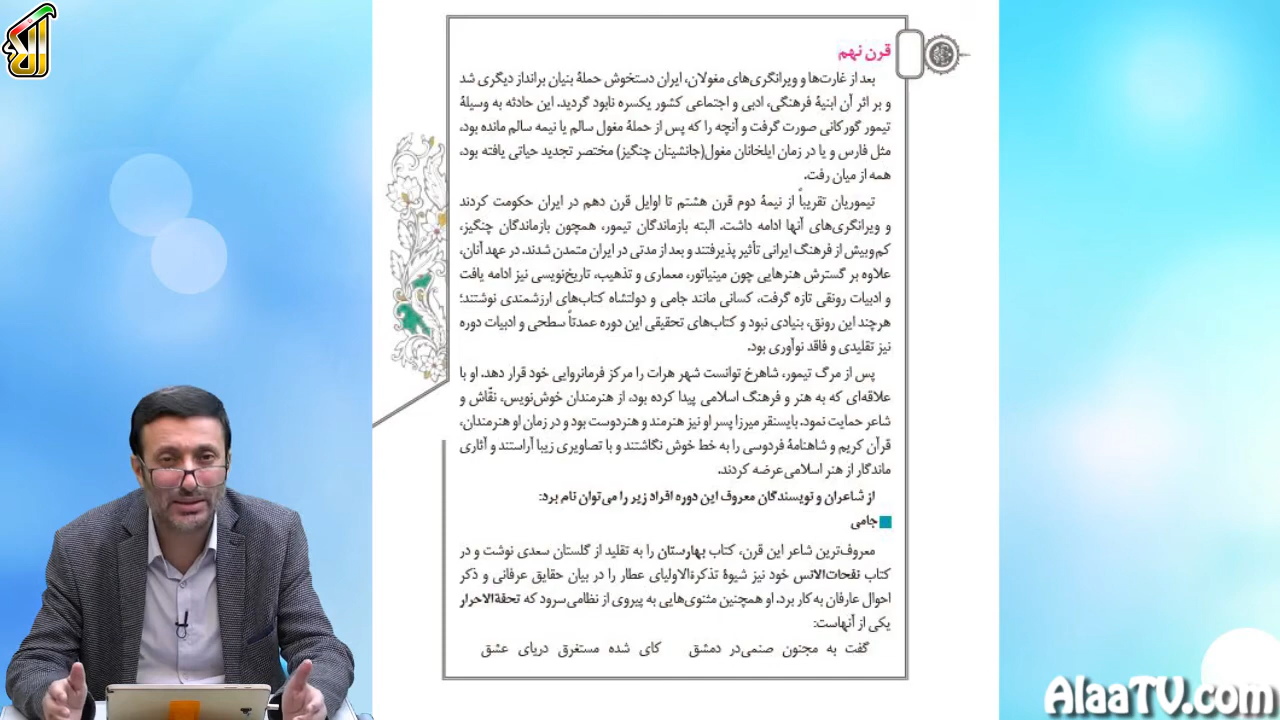 قرن نهم
بعد از غارت‌ها و ویرانگری‌های مغولان، ایران دستخوش حملهٔ بنیان برانداز دیگری شد
و بر اثر آن ابنیهٔ فرهنگی، ادبی و اجتماعی کشور یکسره نابود گردید. این حادثه به وسیلهٔ
تیمور گورکانی صورت گرفت و آنچه را که پس از حملهٔ مغول سالم یا نیمه سالم مانده بود،
مثل فارس و یا در زمان ایلخانان مغول(جانشینان چنگیز) مختصر تجدید حیاتی یافته بود،
همه از میان رفت.
تیموریان تقریباً از نیمهٔ دوم قرن هشتم تا اوایل قرن دهم در ایران حکومت کردند
و ویرانگری‌های آنها ادامه داشت. البته بازماندگان تیمور، همچون بازماندگان چنگیز،
کم‌وبیش از فرهنگ ایرانی تأثیر پذیرفتند و بعد از مدتی در ایران متمدن شدند. در عهد آنان،
علاوه بر گسترش هنرهایی چون مینیاتور، معماری و تذهیب، تاریخ‌نویسی نیز ادامه یافت
و ادبیات رونقی تازه گرفت، کسانی مانند جامی و دولتشاه کتاب‌های ارزشمندی نوشتند؛
هرچند این رونق، بنیادی نبود و کتاب‌های تحقیقی این دوره عمدتاً سطحی و ادبیات دوره
نیز تقلیدی و فاقد نوآوری بود.
پس از مرگ تیمور، شاهرخ توانست شهر هرات را مرکز فرمانروایی خود قرار دهد. او با
علاقه‌ای که به هنر و فرهنگ اسلامی پیدا کرده بود، از هنرمندان خوش‌نویس، نقّاش و
شاعر حمایت نمود. بایسنقر میرزا پسر او نیز هنرمند و هنردوست بود و در زمان او هنرمندان،
قرآن کریم و شاهنامهٔ فردوسی را به خط خوش نگاشتند و با تصاویری زیبا آراستند و آثاری
ماندگار از هنر اسلامی عرضه کردند.
از شاعران و نویسندگان معروف این دوره افراد زیر را می‌توان نام برد:
جامی
معروف‌ترین شاعر این قرن، کتاب بهارستان را به تقلید از گلستان سعدی نوشت و در
کتاب نفحات‌الانس خود نیز شیوهٔ تذکرةالاولیای عطار را در بیان حقایق عرفانی و ذکر
احوال عارفان به کار برد. او همچنین مثنوی‌هایی به پیروی از نظامی سرود که تحفةالاحرار
یکی از آنهاست:
گفت به مجنون صنمی در دمشق کای شده مستغرق دریای عشق
AlaaTV.com